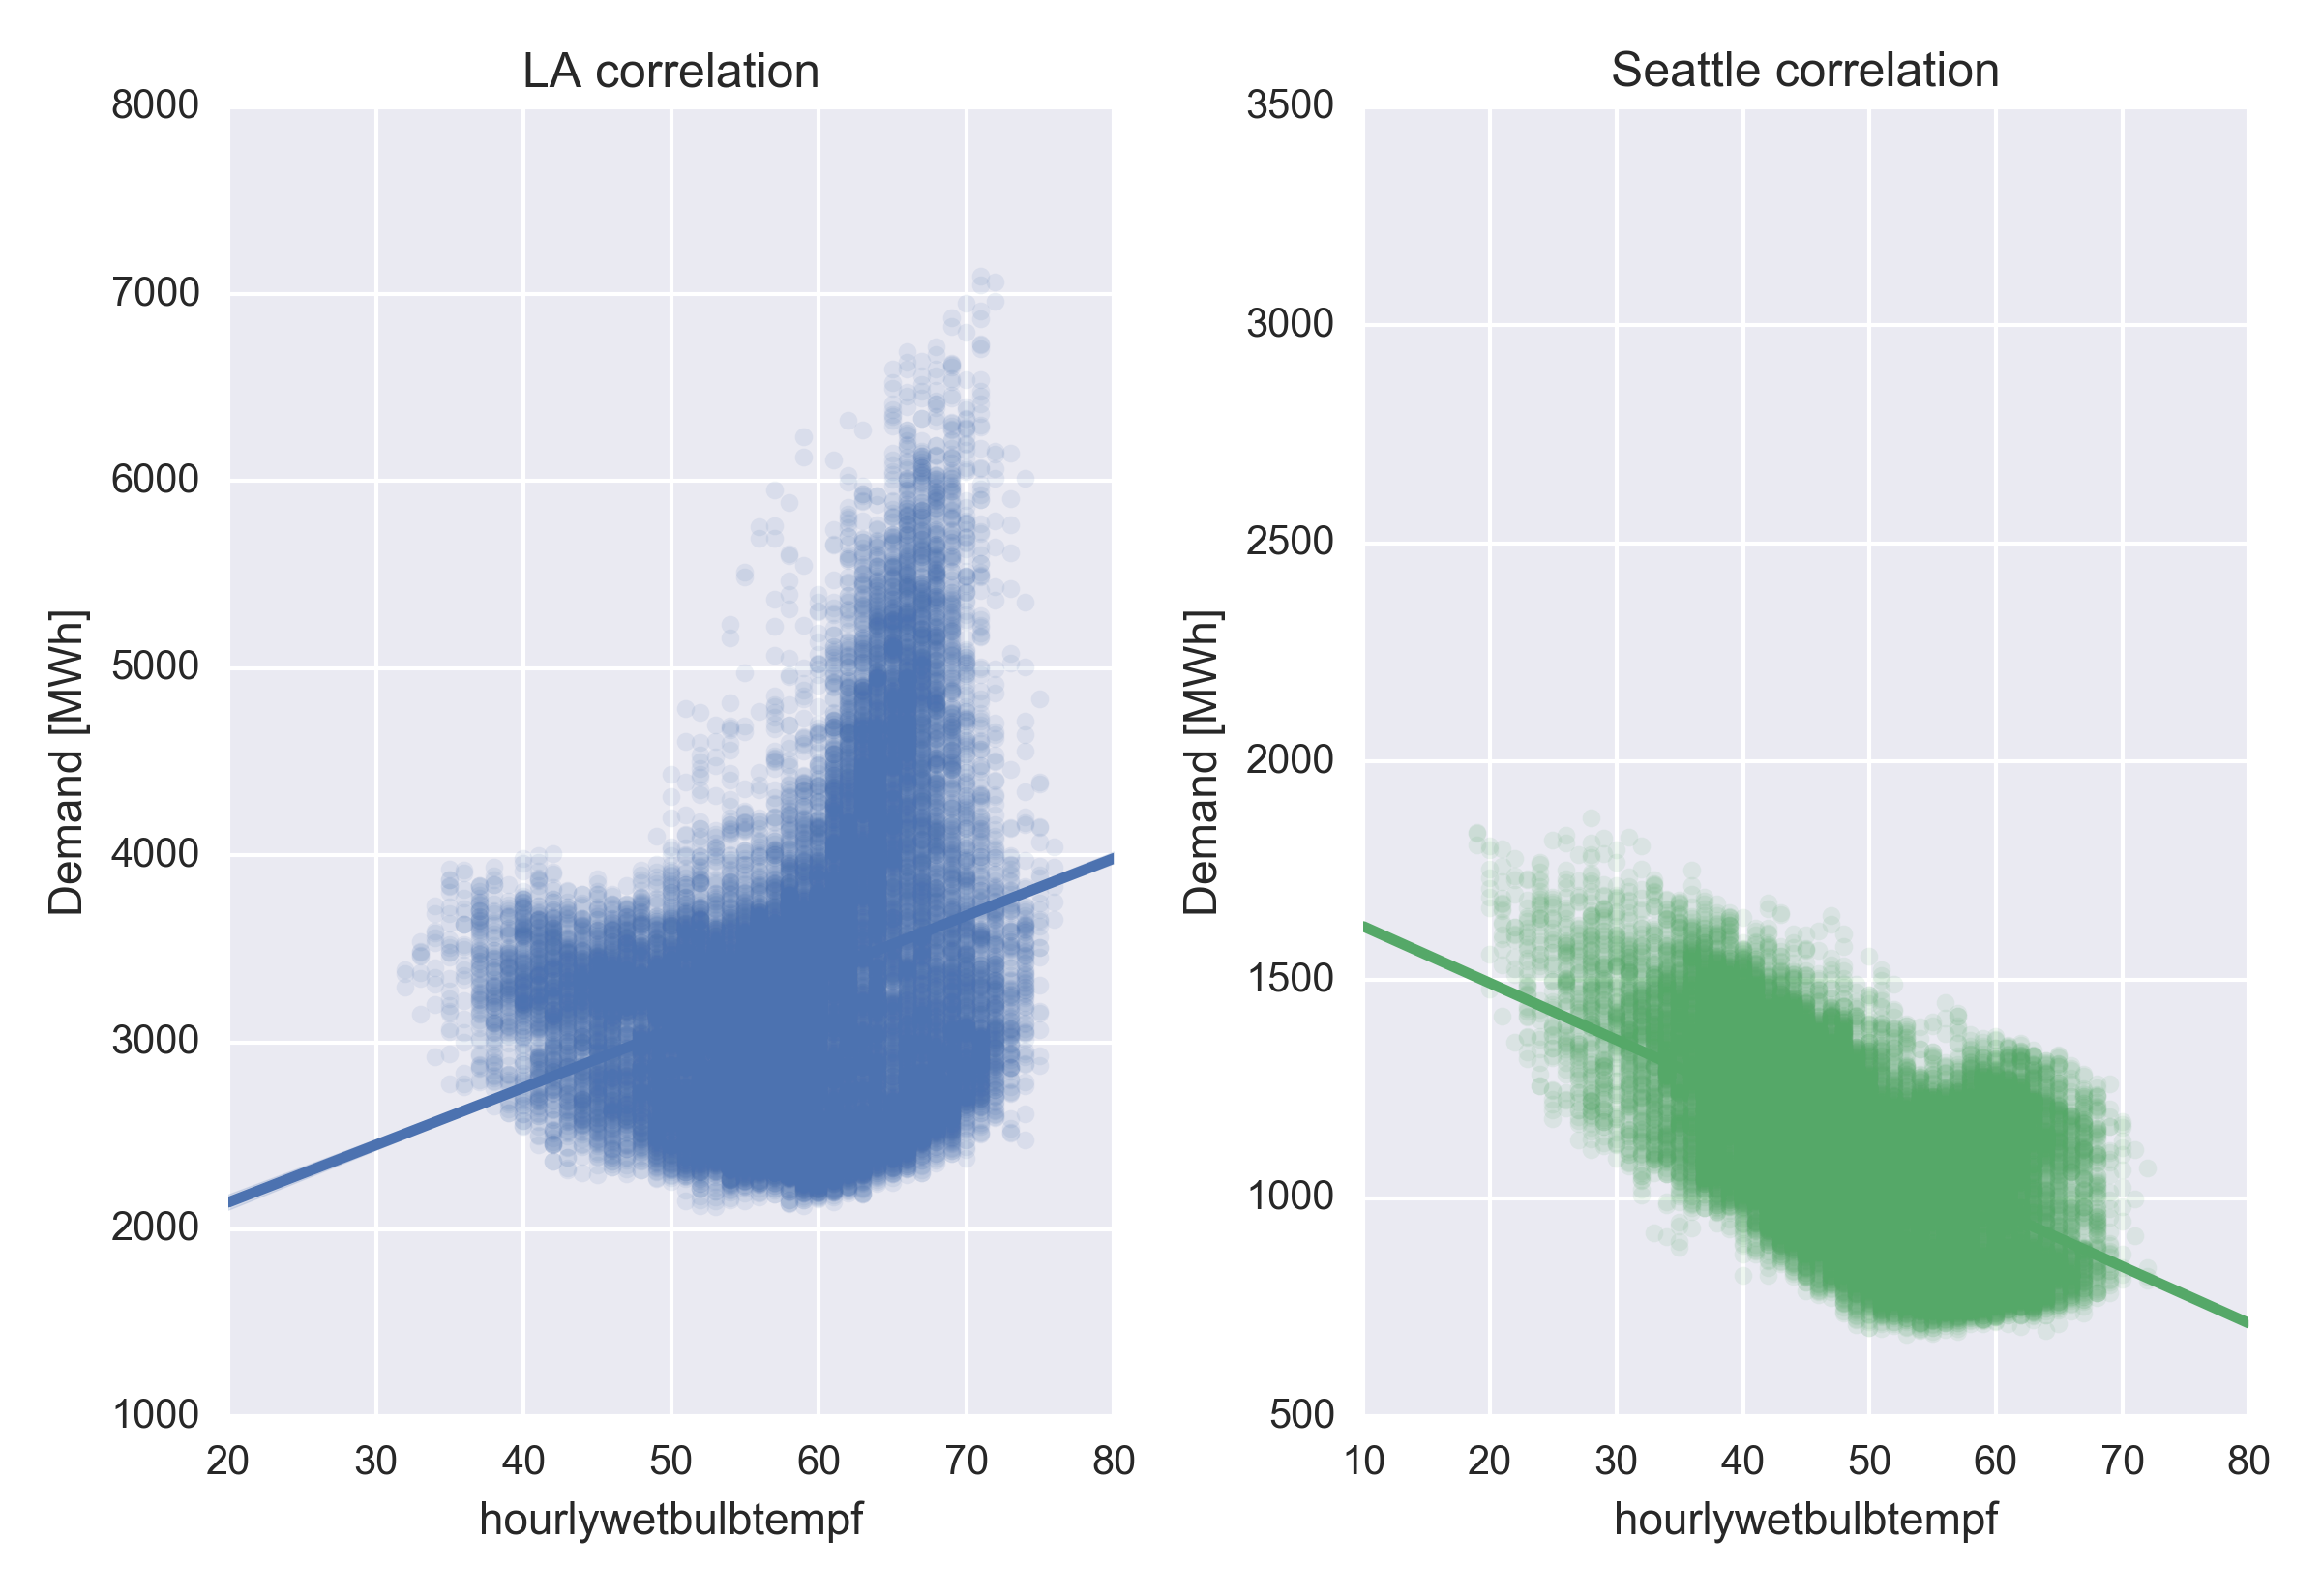 LA correlation
8000
7000
6000
5000
4000
3000
2000
1000
20 30 40 50 60 70 80
hourlywetbulbtempf
Demand [MWh]
Seattle correlation
3500
3000
2500
2000
1500
1000
500
10 20 30 40 50 60 70 80
hourlywetbulbtempf
Demand [MWh]